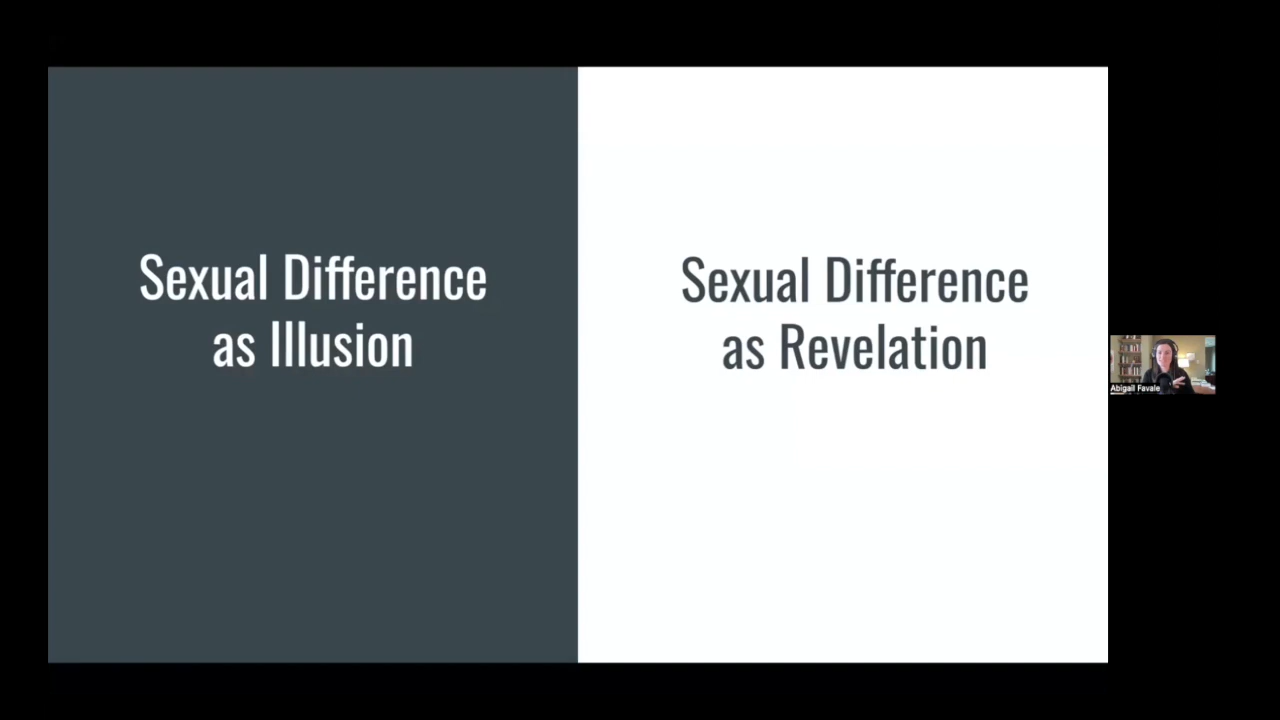 Sexual Difference
as Illusion
Sexual Difference
as Revelation
Abigail Favale